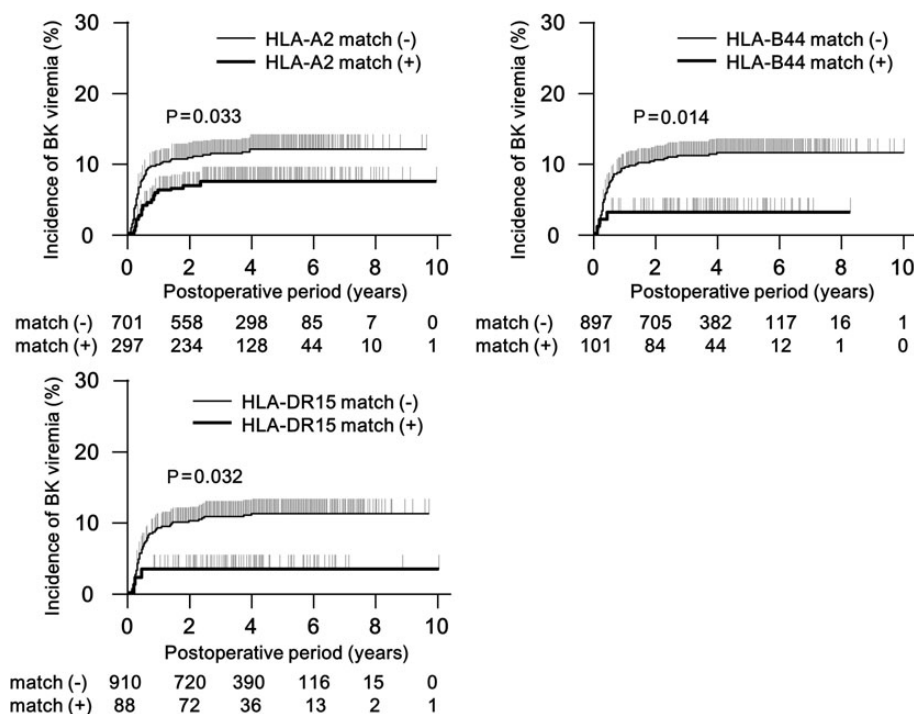 Incidence of BK viremia (%)
30
20
10
0
HLA-A2 match (-)
HLA-A2 match (+)
P=0.033
0 2 4 6 8 10
Postoperative period (years)
match (-) 701 558 298 85 7 0
match (+) 297 234 128 44 10 1
Incidence of BK viremia (%)
30
20
10
0
HLA-B44 match (-)
HLA-B44 match (+)
P=0.014
0 2 4 6 8 10
Postoperative period (years)
match (-) 897 705 382 117 16 1
match (+) 101 84 44 12 1 0
Incidence of BK viremia (%)
30
20
10
0
HLA-DR15 match (-)
HLA-DR15 match (+)
P=0.032
0 2 4 6 8 10
Postoperative period (years)
match (-) 910 720 390 116 15 0
match (+) 88 72 36 13 2 1